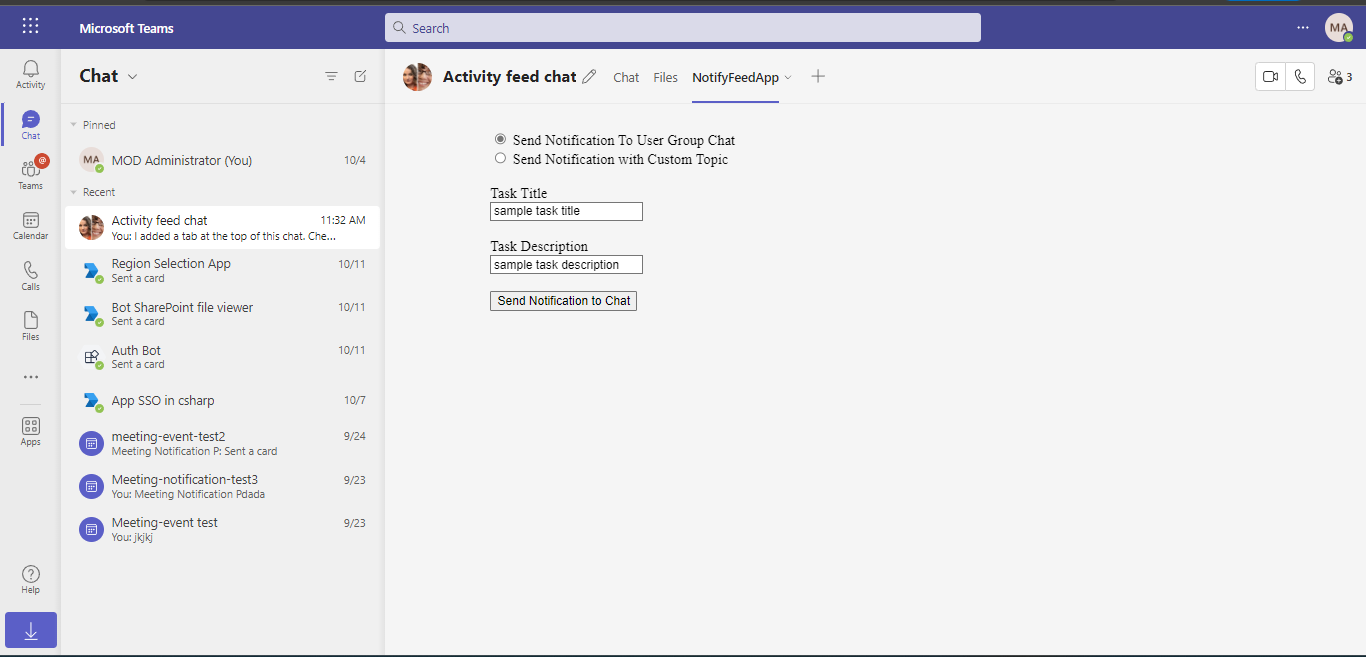 Microsoft Teams
Search
MA
Activity
Chat
Teams
Calendar
Calls
Files
Apps
Help
Chat
Pinned
MA MOD Administrator (You) 10/4
Recent
Activity feed chat 11:32 AM
You: I added a tab at the top of this chat. Che...
Region Selection App 10/11
Sent a card
Bot SharePoint file viewer 10/11
Sent a card
Auth Bot 10/11
Sent a card
App SSO in csharp 10/7
meeting-event-test2 9/24
Meeting Notification P: Sent a card
Meeting-notification-test3 9/23
You: Meeting Notification Pdada
Meeting-event test 9/23
You: jkjkj
Activity feed chat Chat Files NotifyFeedApp 3
Send Notification To User Group Chat
Send Notification with Custom Topic
Task Title
sample task title
Task Description
sample task description
Send Notification to Chat